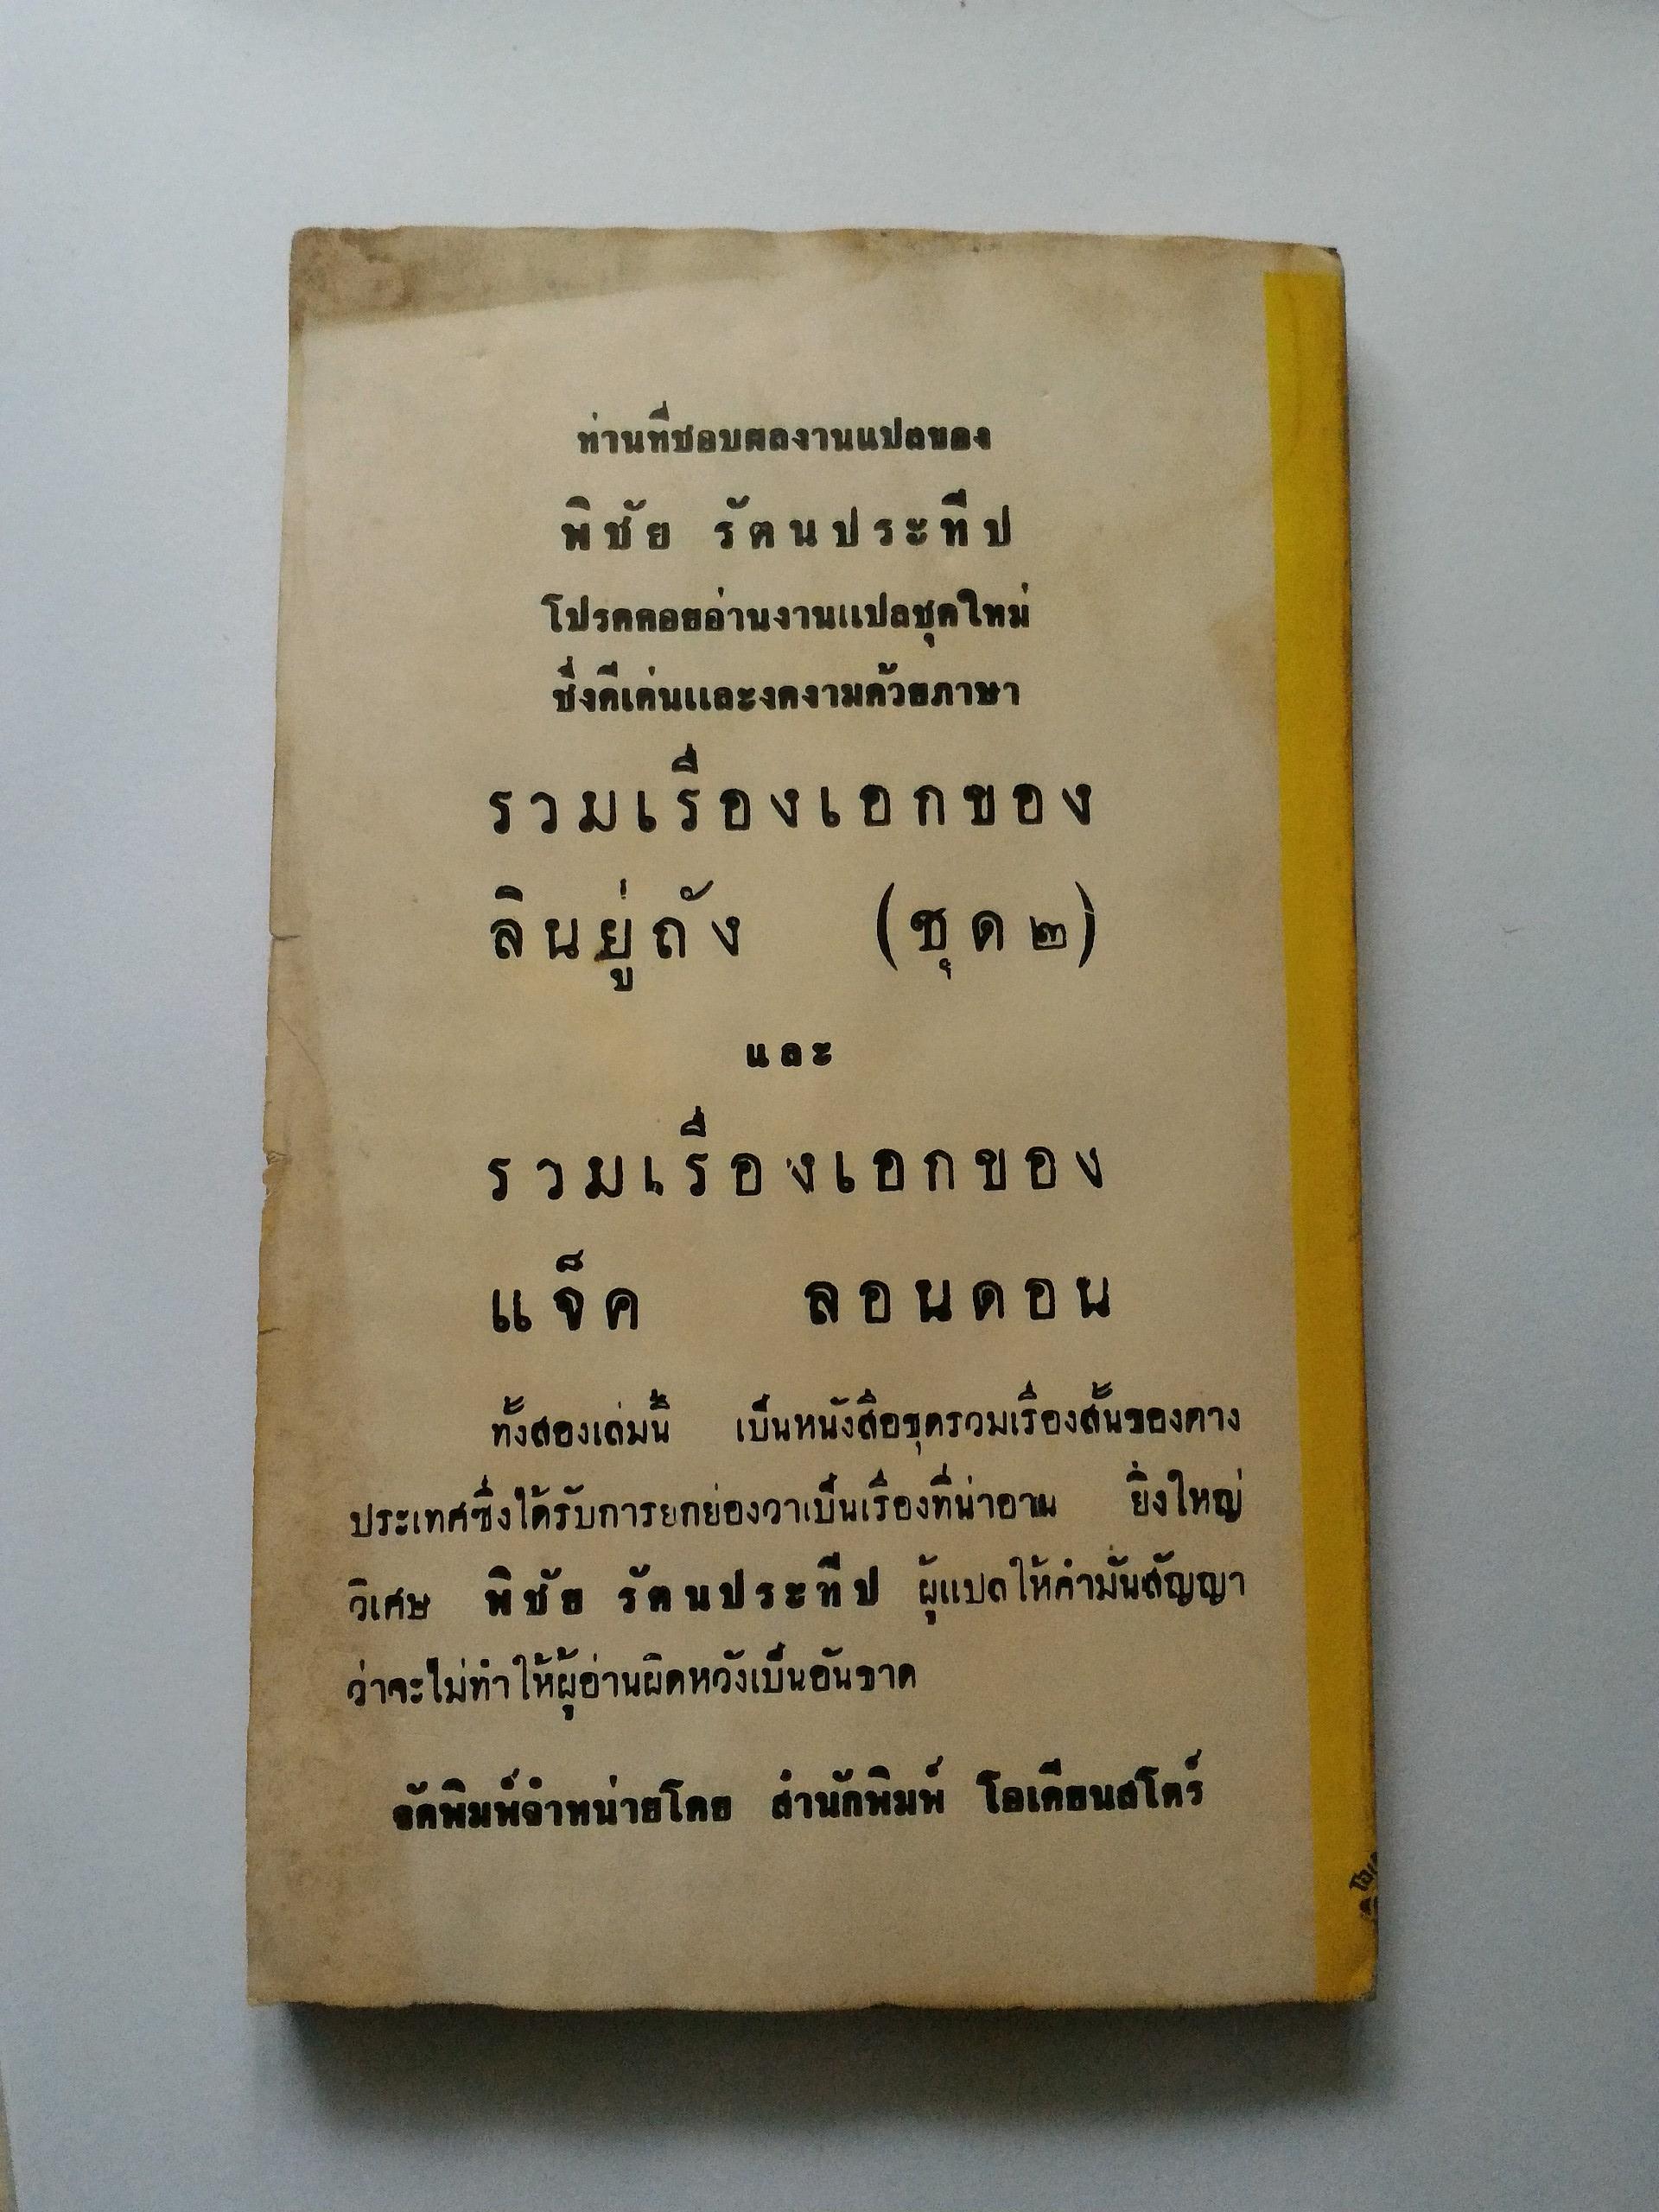 ท่านที่ชอบผลงานแปลของ
พิชัย รัตนประทีป
โปรดคอยอ่านงานแปลชุดใหม่
ซึ่งดีเด่นและงดงามด้วยภาษา
รวมเรื่องเอกของ
ลินยู่ถัง (ชุด ๒)
และ
รวมเรื่องเอกของ
แจ็ค ลอนดอน
ทั้งสองเล่มนี้ เป็นหนังสือชุดรวมเรื่องสั้นของต่าง
ประเทศซึ่งได้รับการยกย่องว่าเป็นเรื่องที่น่าอ่าน ยิ่งใหญ่
วิเศษ พิชัย รัตนประทีป ผู้แปลให้คำมั่นสัญญา
ว่าจะไม่ทำให้ผู้อ่านผิดหวังเป็นอันขาด
จัดพิมพ์จำหน่ายโดย สำนักพิมพ์ โอเดียนสโตร์